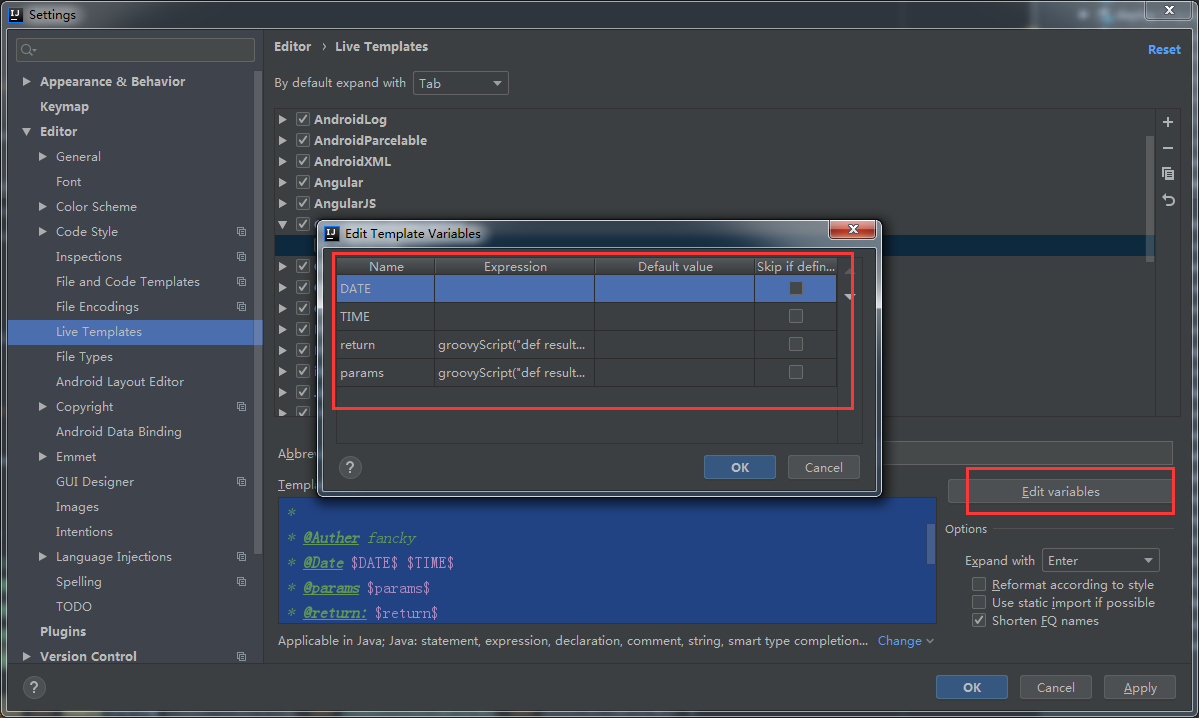 Settings
Editor › Live Templates
Reset
By default expand with Tab
Appearance & Behavior
Keymap
Editor
General
Font
Color Scheme
Code Style
Inspections
File and Code Templates
File Encodings
Live Templates
File Types
Android Layout Editor
Copyright
Android Data Binding
Emmet
GUI Designer
Images
Intentions
Language Injections
Spelling
TODO
Plugins
Version Control
AndroidLog
AndroidParcelable
AndroidXML
Angular
AngularJS
Edit Template Variables
Name Expression Default value Skip if defin...
DATE
TIME
return groovyScript("def result...
params groovyScript("def result...
? OK Cancel
Edit variables
*
* @Auther fancky
* @Date $DATE$ $TIME$
* @params $params$
* @return: $return$
Options
Expand with Enter
Reformat according to style
Use static import if possible
Shorten FQ names
Applicable in Java; Java: statement, expression, declaration, comment, string, smart type completion... Change
? OK Cancel Apply